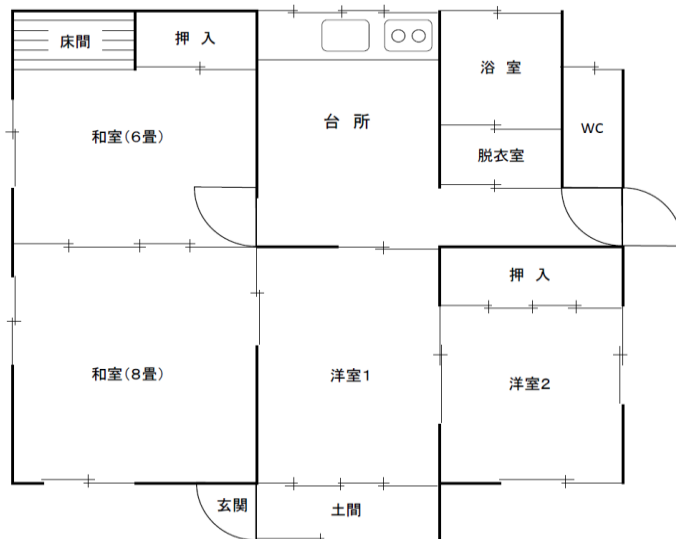 床間
押 入
浴 室
台 所
WC
和室(6畳)
脱衣室
押 入
和室(8畳)
洋室1
洋室2
玄関
土間